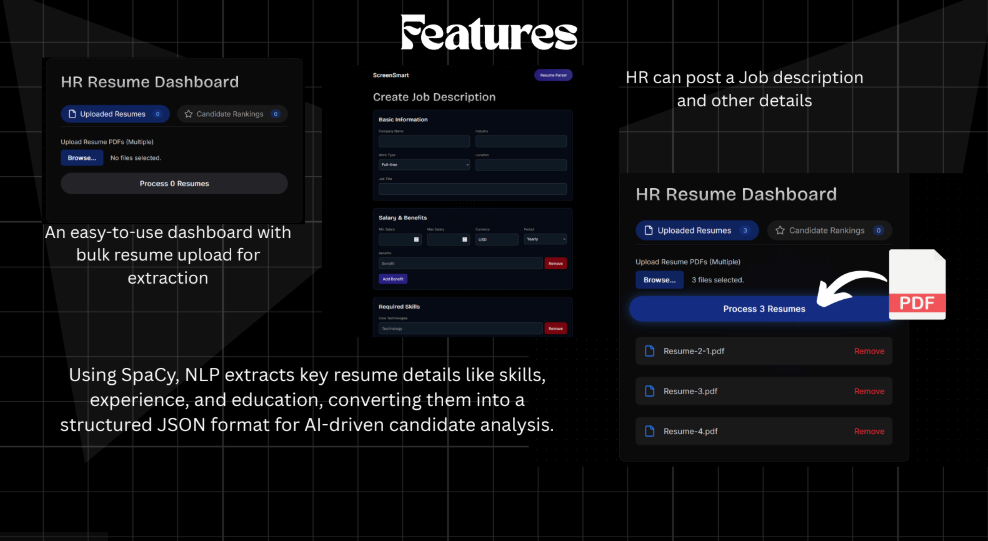 Features
HR Resume Dashboard
Uploaded Resumes 0
Candidate Rankings 0
Upload Resume PDFs (Multiple)
Browse... No files selected.
Process 0 Resumes
An easy-to-use dashboard with
bulk resume upload for
extraction
ScreenSmart
Resume Parser
Create Job Description
Basic Information
Company Name
Industry
Work Type
Location
Full-time
Job Title
Salary & Benefits
Min Salary
Max Salary
Currency
Period
USD
Yearly
Benefits
Benefit
Remove
Add Benefit
Required Skills
Core Technologies
Technology
Remove
HR can post a Job description
and other details
HR Resume Dashboard
Uploaded Resumes 3
Candidate Rankings 0
Upload Resume PDFs (Multiple)
Browse... 3 files selected.
Process 3 Resumes
PDF
Resume-2-1.pdf Remove
Resume-3.pdf Remove
Resume-4.pdf Remove
Using SpaCy, NLP extracts key resume details like skills,
experience, and education, converting them into a
structured JSON format for AI-driven candidate analysis.